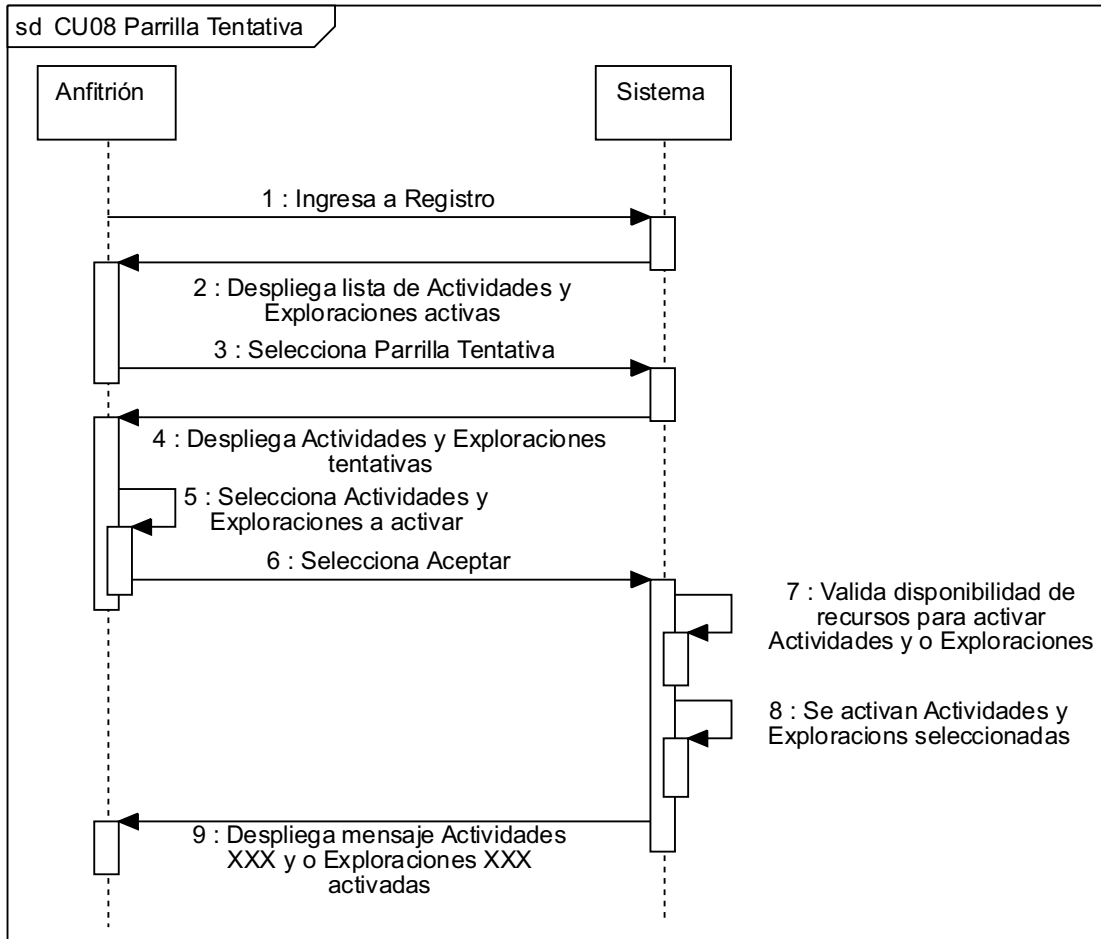 sd CU08 Parrilla Tentativa
Anfitrión
Sistema
1 : Ingresa a Registro
2 : Despliega lista de Actividades y
Exploraciones activas
3 : Selecciona Parrilla Tentativa
4 : Despliega Actividades y Exploraciones
tentativas
5 : Selecciona Actividades y
Exploraciones a activar
6 : Selecciona Aceptar
7 : Valida disponibilidad de
recursos para activar
Actividades y o Exploraciones
8 : Se activan Actividades y
Exploracions seleccionadas
9 : Despliega mensaje Actividades
XXX y o Exploraciones XXX
activadas